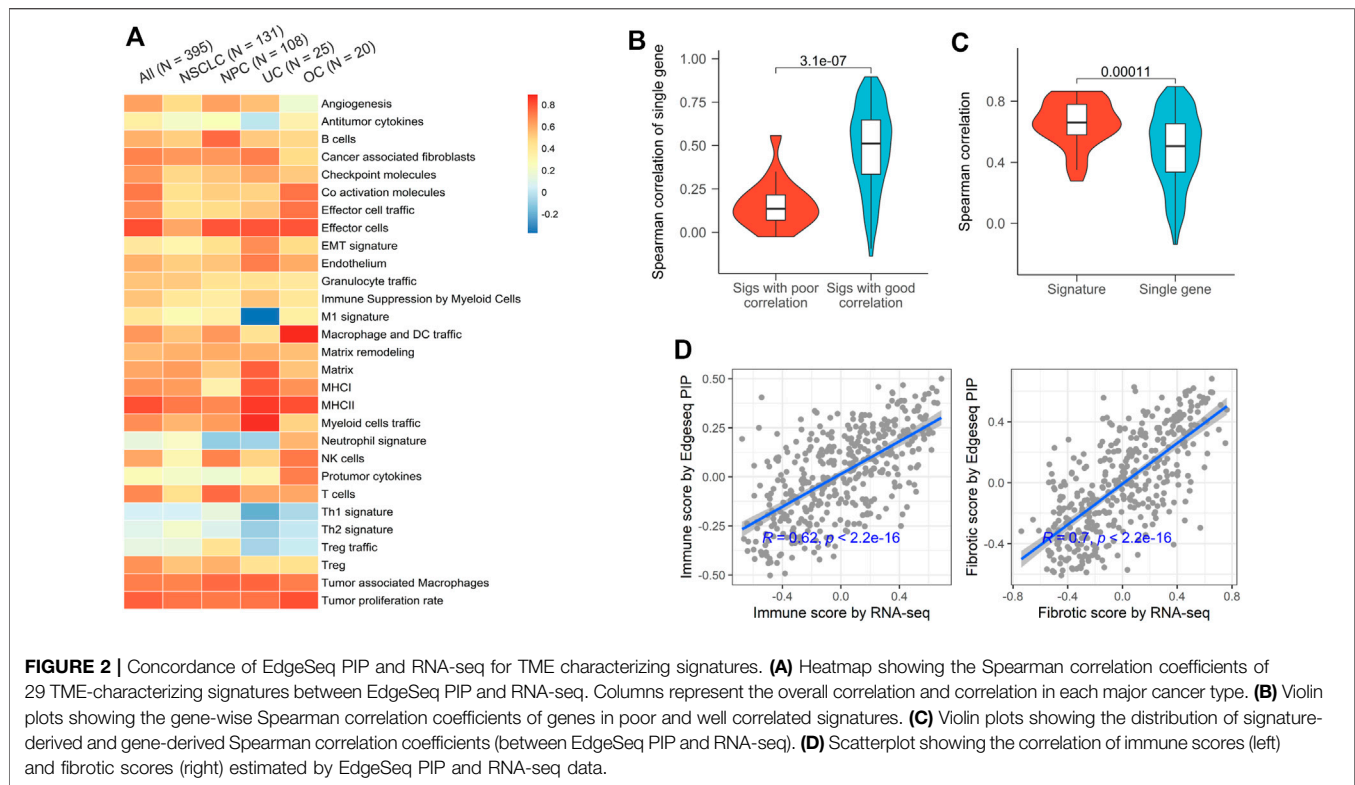 A
All (N = 395)
NSCLC (N = 131)
NPC (N = 108)
UC (N = 25)
OC (N = 20)
Angiogenesis
Antitumor cytokines
B cells
Cancer associated fibroblasts
Checkpoint molecules
Co activation molecules
Effector cell traffic
Effector cells
EMT signature
Endothelium
Granulocyte traffic
Immune Suppression by Myeloid Cells
M1 signature
Macrophage and DC traffic
Matrix remodeling
Matrix
MHCI
MHCII
Myeloid cells traffic
Neutrophil signature
NK cells
Protumor cytokines
T cells
Th1 signature
Th2 signature
Treg traffic
Treg
Tumor associated Macrophages
Tumor proliferation rate
0.8
0.6
0.4
0.2
0
-0.2
B
Spearman correlation of single gene
1.00
0.75
0.50
0.25
0.00
3.1e-07
Sigs with poor
correlation
Sigs with good
correlation
C
Spearman correlation
0.8
0.4
0.0
0.00011
Signature
Single gene
D
Immune score by Edgeseq PIP
0.50
0.25
0.00
-0.25
-0.50
R = 0.62, p < 2.2e-16
-0.4
0.0
0.4
Immune score by RNA-seq
Fibrotic score by Edgeseq PIP
0.4
0.0
-0.4
R = 0.7, p < 2.2e-16
-0.8
-0.4
0.0
0.4
0.8
Fibrotic score by RNA-seq
FIGURE 2 | Concordance of EdgeSeq PIP and RNA-seq for TME characterizing signatures. (A) Heatmap showing the Spearman correlation coefficients of
29 TME-characterizing signatures between EdgeSeq PIP and RNA-seq. Columns represent the overall correlation and correlation in each major cancer type. (B) Violin
plots showing the gene-wise Spearman correlation coefficients of genes in poor and well correlated signatures. (C) Violin plots showing the distribution of signature-
derived and gene-derived Spearman correlation coefficients (between EdgeSeq PIP and RNA-seq). (D) Scatterplot showing the correlation of immune scores (left)
and fibrotic scores (right) estimated by EdgeSeq PIP and RNA-seq data.